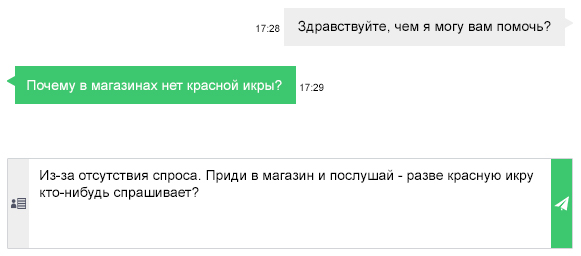 17:28 Здравствуйте, чем я могу вам помочь?
Почему в магазинах нет красной икры? 17:29
Из-за отсутствия спроса. Приди в магазин и послушай - разве красную икру
кто-нибудь спрашивает?